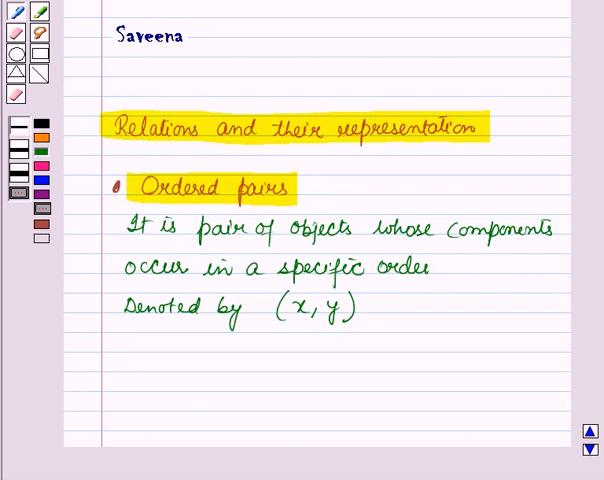 Saveena
Relations and their representation
Ordered pairs
It is pair of objects whose components
occur in a specific order
Denoted by (x, y)